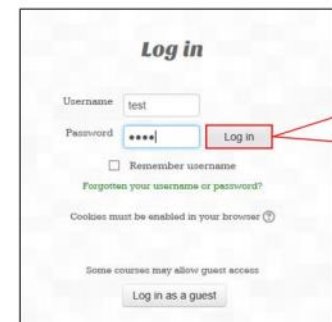 Log in
Username test
Password ●●●● Log in
Remember username
Forgotten your username or password?
Cookies must be enabled in your browser
Some courses may allow guest access
Log in as a guest